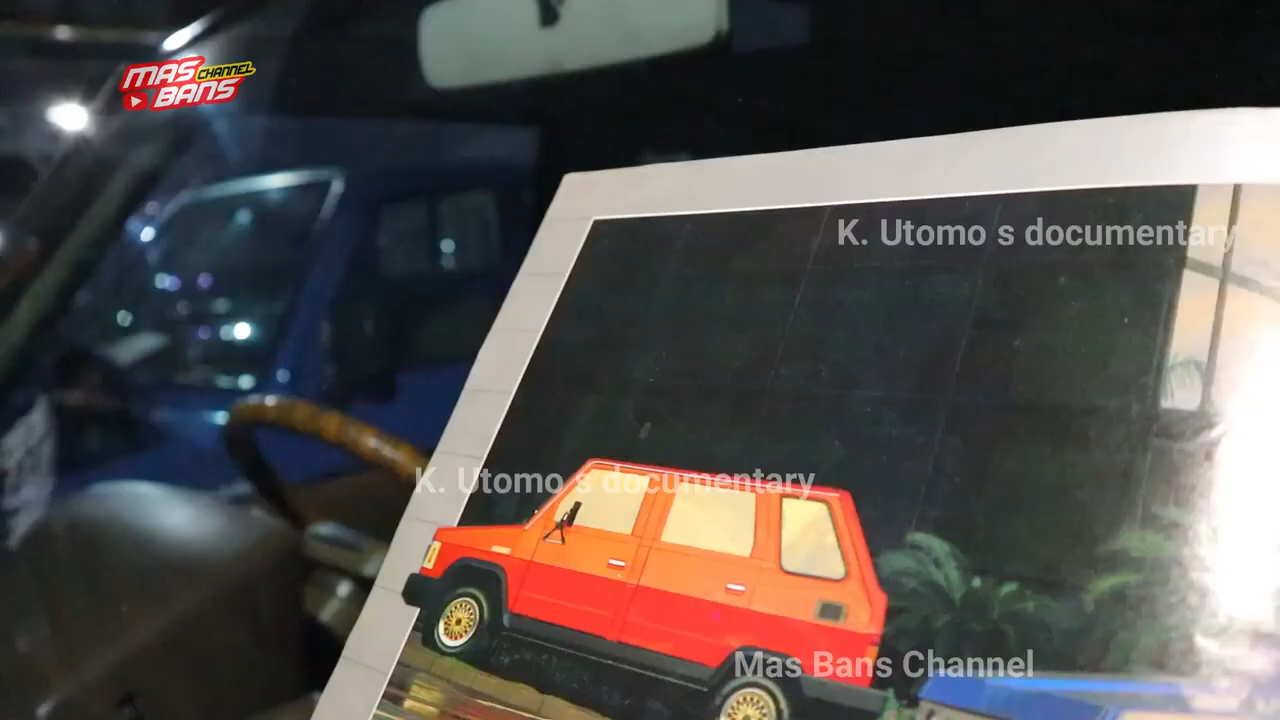 MAS CHANNEL
BANS
K. Utomo s documentary
K. Utomo s documentary
Mas Bans Channel